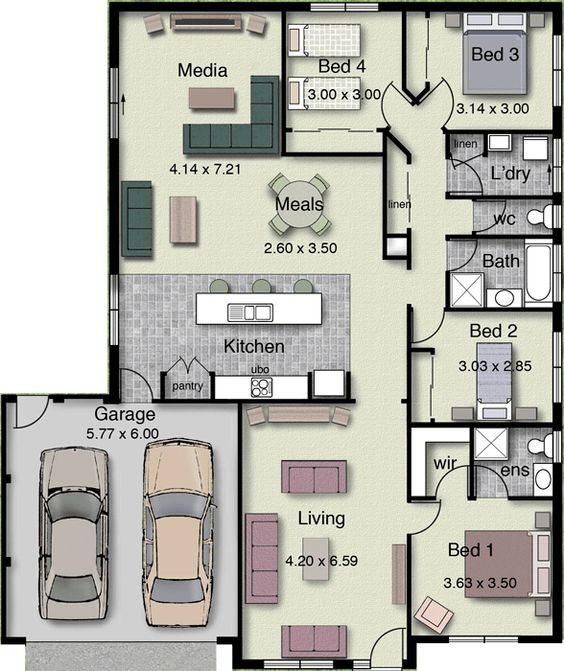 Media
4.14 x 7.21
Bed 4
3.00 x 3.00
Bed 3
3.14 x 3.00
linen
L'dry
Meals
2.60 x 3.50
linen
wc
Bath
Kitchen
ubo
pantry
Bed 2
3.03 x 2.85
Garage
5.77 x 6.00
wir
ens
Living
4.20 x 6.59
Bed 1
3.63 x 3.50